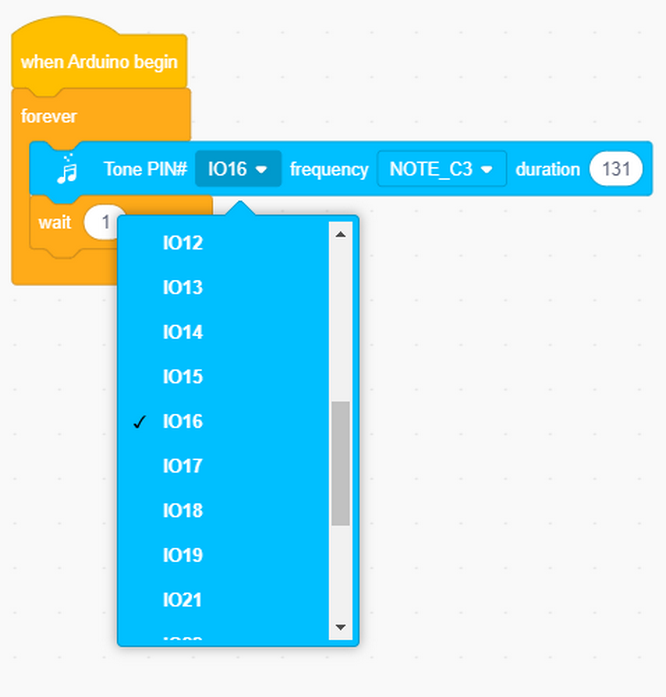 when Arduino begin
forever
Tone PIN# IO16 frequency NOTE_C3 duration 131
wait 1
IO12
IO13
IO14
IO15
✓ IO16
IO17
IO18
IO19
IO21